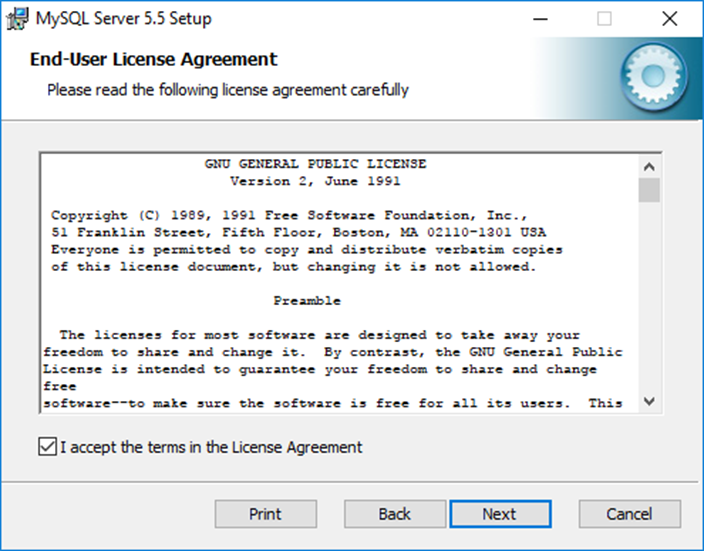 MySQL Server 5.5 Setup
End-User License Agreement
Please read the following license agreement carefully
GNU GENERAL PUBLIC LICENSE
Version 2, June 1991
Copyright (C) 1989, 1991 Free Software Foundation, Inc.,
51 Franklin Street, Fifth Floor, Boston, MA 02110-1301 USA
Everyone is permitted to copy and distribute verbatim copies
of this license document, but changing it is not allowed.
Preamble
The licenses for most software are designed to take away your
freedom to share and change it.  By contrast, the GNU General Public
License is intended to guarantee your freedom to share and change
free
software--to make sure the software is free for all its users.  This
I accept the terms in the License Agreement
Print Back Next Cancel